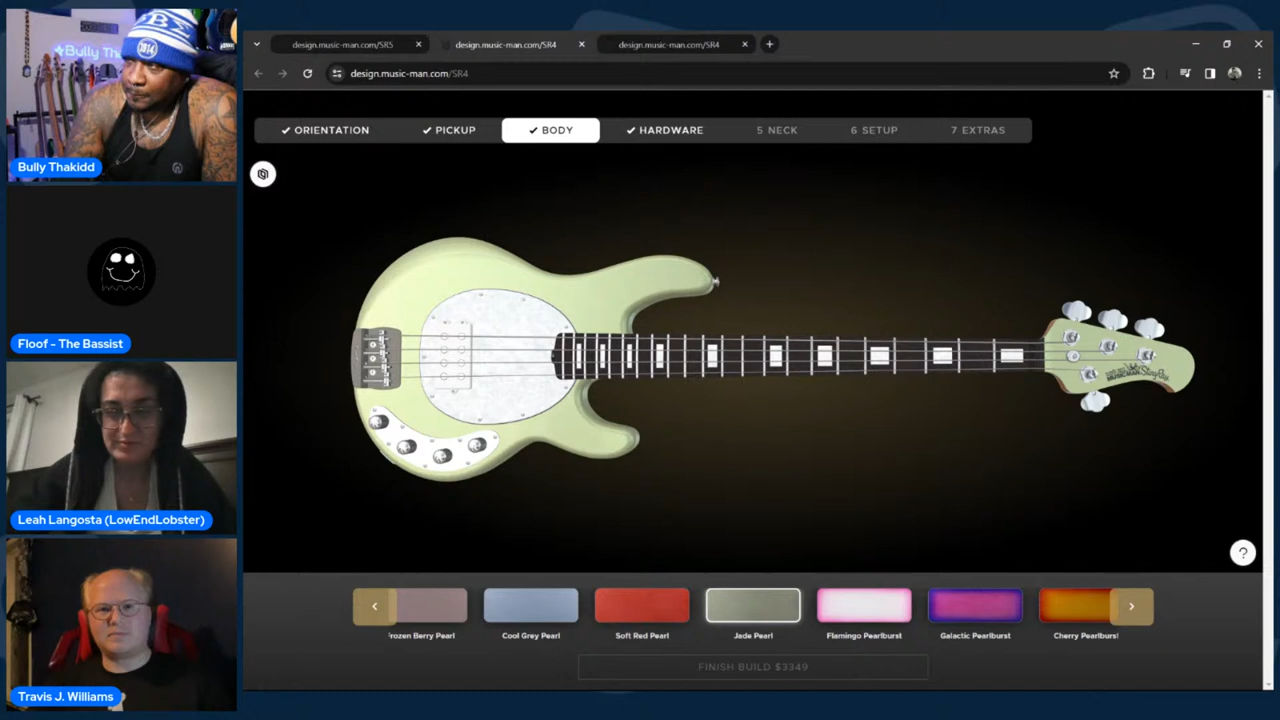 design.music-man.com/SR5
design.music-man.com/SR4
design.music-man.com/SR4
design.music-man.com/SR4
ORIENTATION
PICKUP
BODY
HARDWARE
5 NECK
6 SETUP
7 EXTRAS
1914
Bully Thakidd
Floof - The Bassist
Leah Langosta (LowEndLobster)
Travis J. Williams
StingRay
?
Frozen Berry Pearl
Cool Grey Pearl
Soft Red Pearl
Jade Pearl
Flamingo Pearlburst
Galactic Pearlburst
Cherry Pearlburst
FINISH BUILD $3349